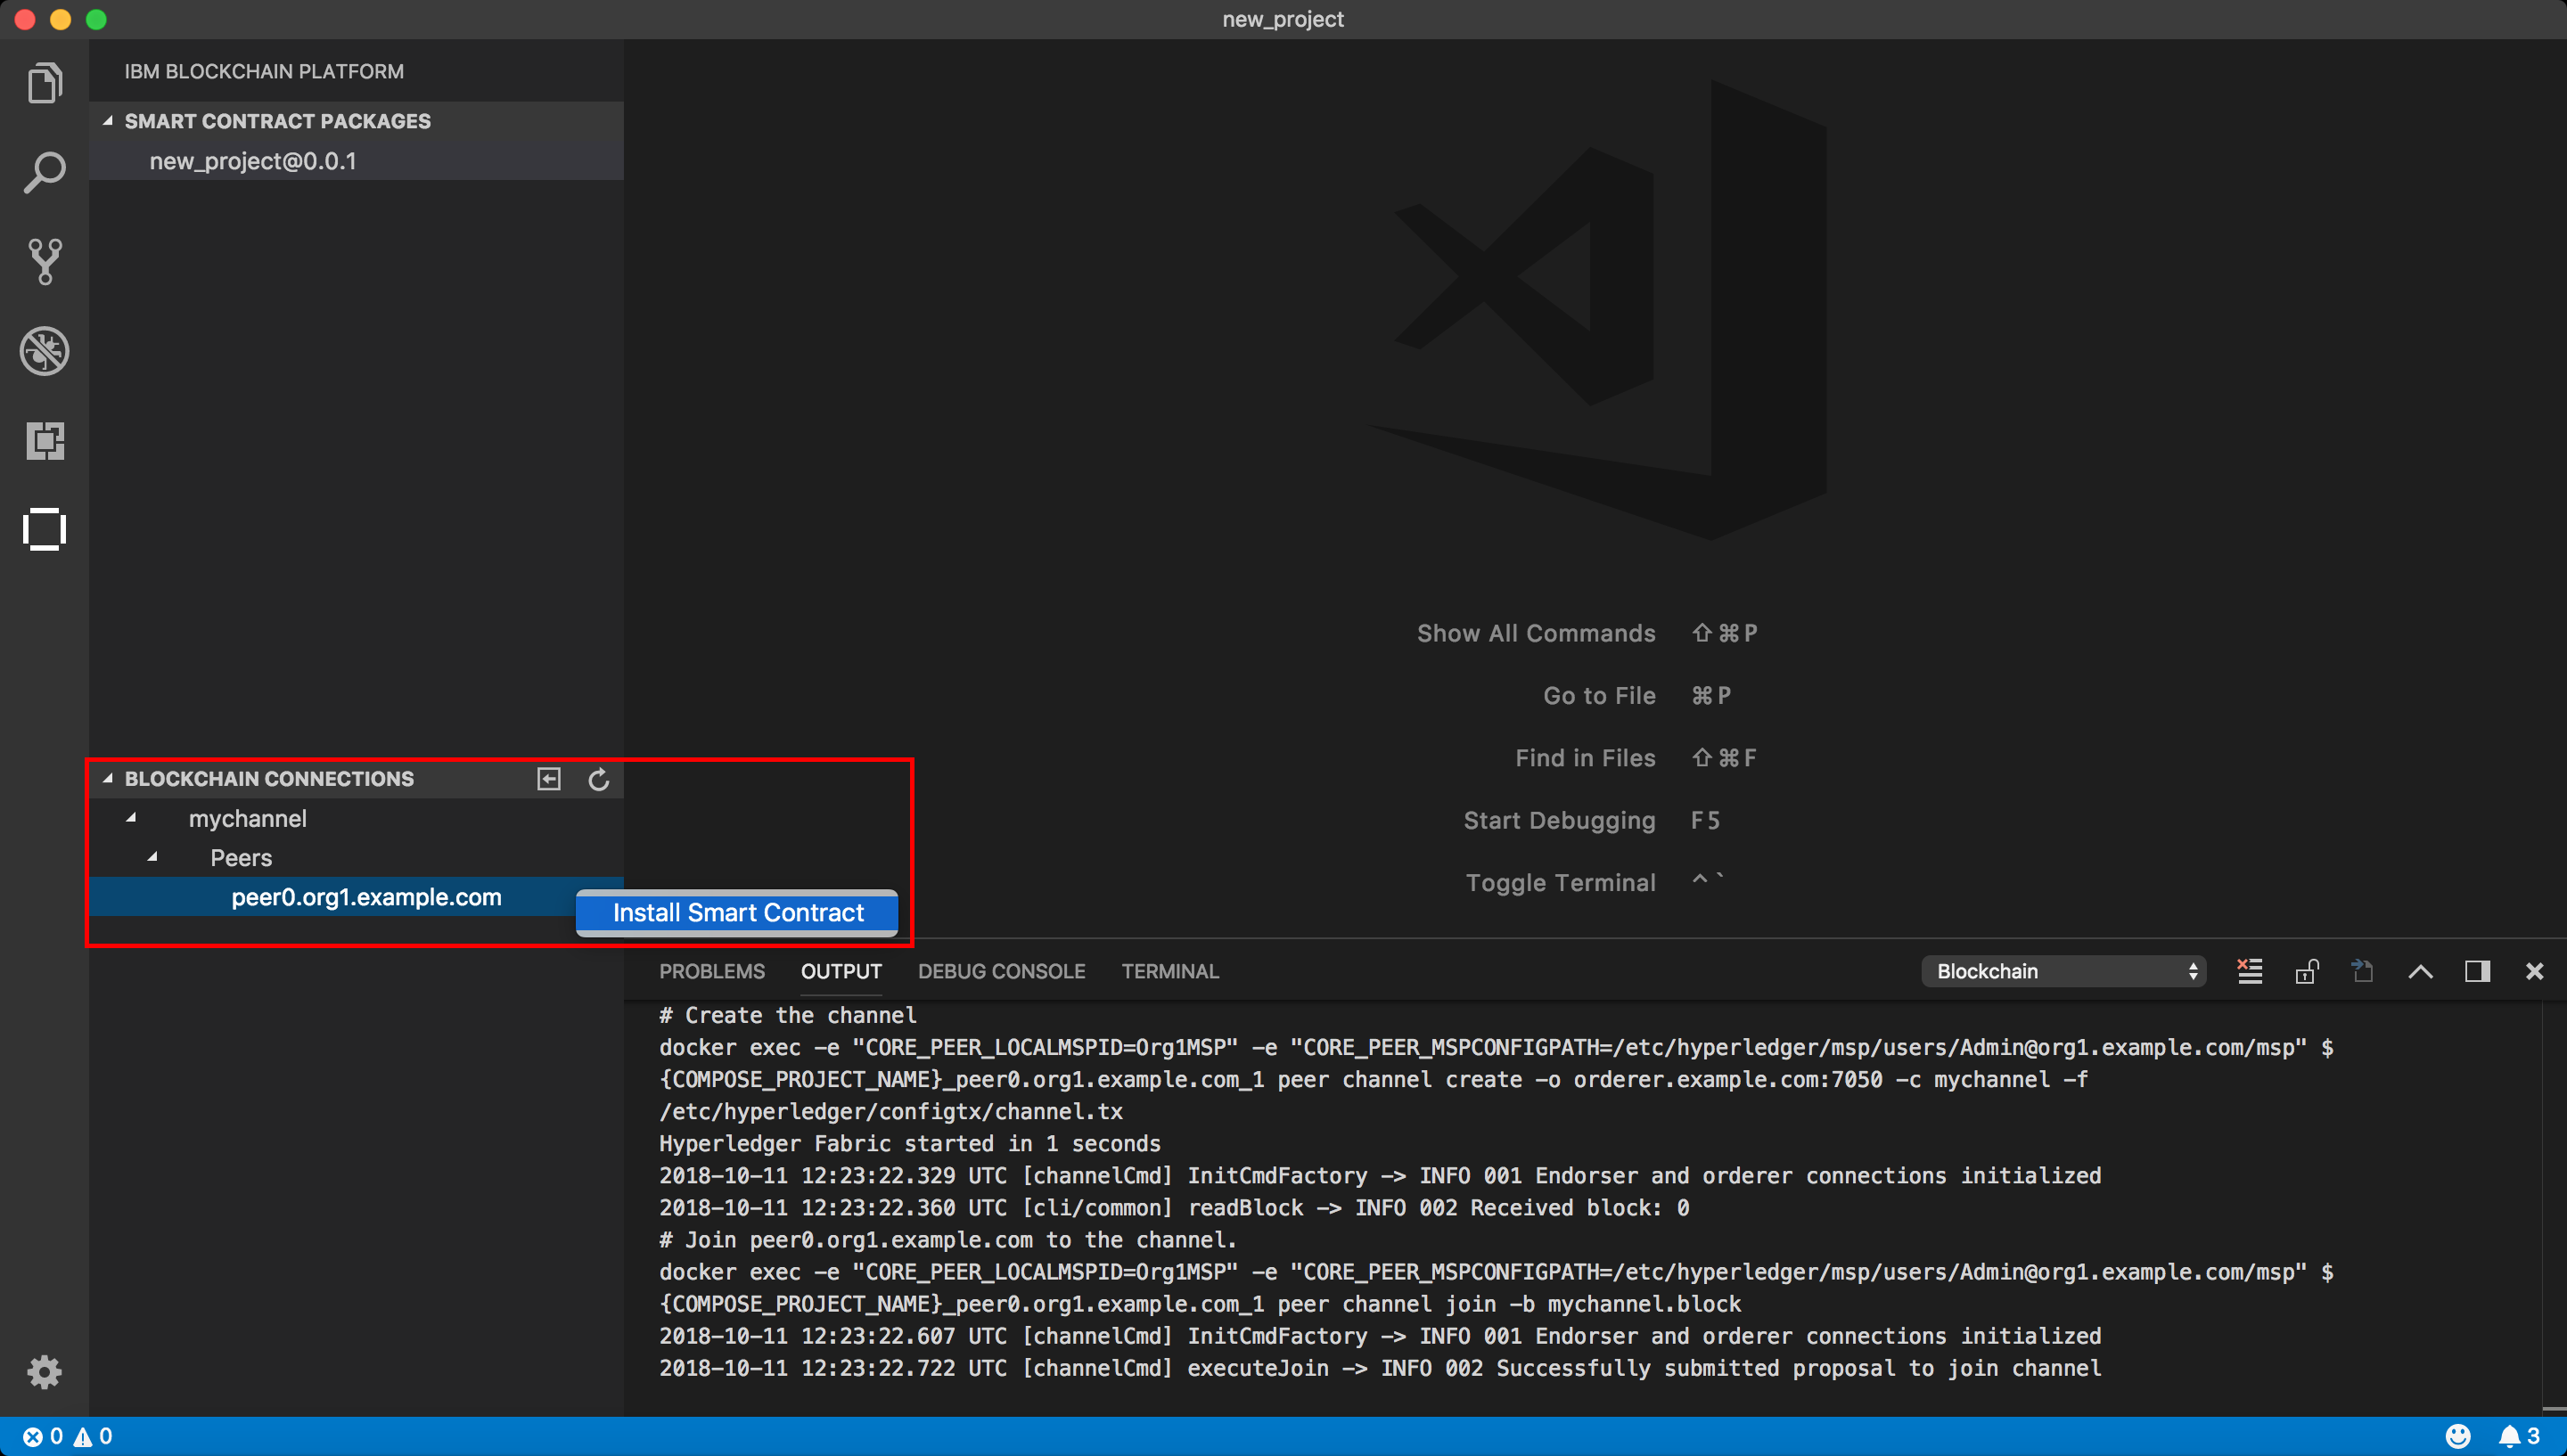 new_project
IBM BLOCKCHAIN PLATFORM
SMART CONTRACT PACKAGES
new_project@0.0.1
Show All Commands ⇧⌘P
Go to File ⌘P
Find in Files ⇧⌘F
Start Debugging F5
Toggle Terminal ^`
BLOCKCHAIN CONNECTIONS
mychannel
Peers
peer0.org1.example.com
Install Smart Contract
PROBLEMS OUTPUT DEBUG CONSOLE TERMINAL Blockchain
# Create the channel
docker exec -e "CORE_PEER_LOCALMSPID=Org1MSP" -e "CORE_PEER_MSPCONFIGPATH=/etc/hyperledger/msp/users/Admin@org1.example.com/msp" $
{COMPOSE_PROJECT_NAME}_peer0.org1.example.com_1 peer channel create -o orderer.example.com:7050 -c mychannel -f
/etc/hyperledger/configtx/channel.tx
Hyperledger Fabric started in 1 seconds
2018-10-11 12:23:22.329 UTC [channelCmd] InitCmdFactory -> INFO 001 Endorser and orderer connections initialized
2018-10-11 12:23:22.360 UTC [cli/common] readBlock -> INFO 002 Received block: 0
# Join peer0.org1.example.com to the channel.
docker exec -e "CORE_PEER_LOCALMSPID=Org1MSP" -e "CORE_PEER_MSPCONFIGPATH=/etc/hyperledger/msp/users/Admin@org1.example.com/msp" $
{COMPOSE_PROJECT_NAME}_peer0.org1.example.com_1 peer channel join -b mychannel.block
2018-10-11 12:23:22.607 UTC [channelCmd] InitCmdFactory -> INFO 001 Endorser and orderer connections initialized
2018-10-11 12:23:22.722 UTC [channelCmd] executeJoin -> INFO 002 Successfully submitted proposal to join channel
0 0 3